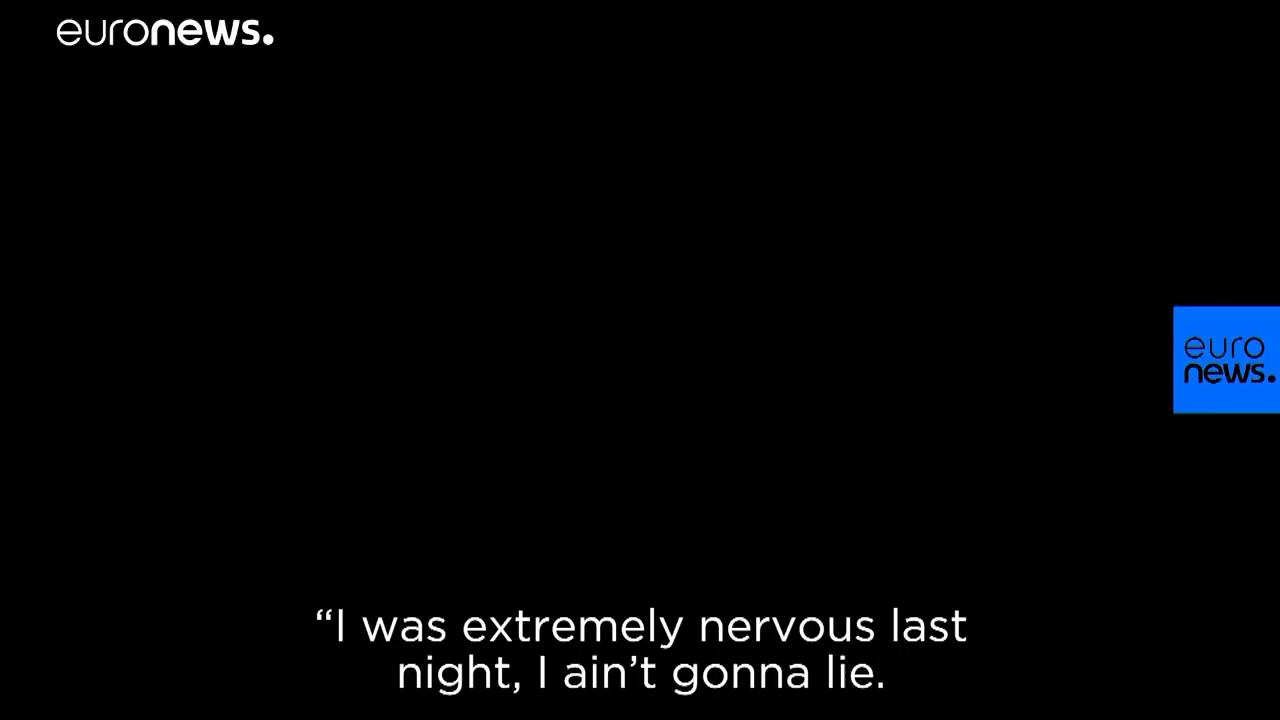 euronews.
euro
news.
“I was extremely nervous last
night, I ain’t gonna lie.